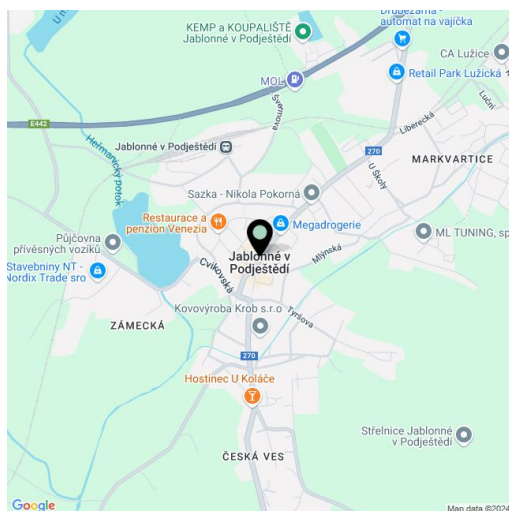 Drůbežárna -
automat na vajíčka
KEMP a KOUPALIŠTĚ
Jablonné v Podještědí
CA Lužice
MOL
Retail Park Lužická
Luční
E442
Švermova
Liberecká
Heřmanický potok
Jablonné v Podještědí
270
MARKVARTICE
U Školy
Sazka - Nikola Pokorná
Restaurace a
penzion Venezia
Megadrogerie
ML TUNING, sp
Půjčovna
přívěsných vozíků
Mlýnská
Jablonné v
Podještědí
Stavebniny NT -
Nordix Trade sro
Cvikovská
Kovovýroba Krob s.r.o
Tyršova
ZÁMECKÁ
270
Hostinec U Koláče
Střelnice Jablonné
v Podještědí
ČESKÁ VES
Google
Map data ©2024